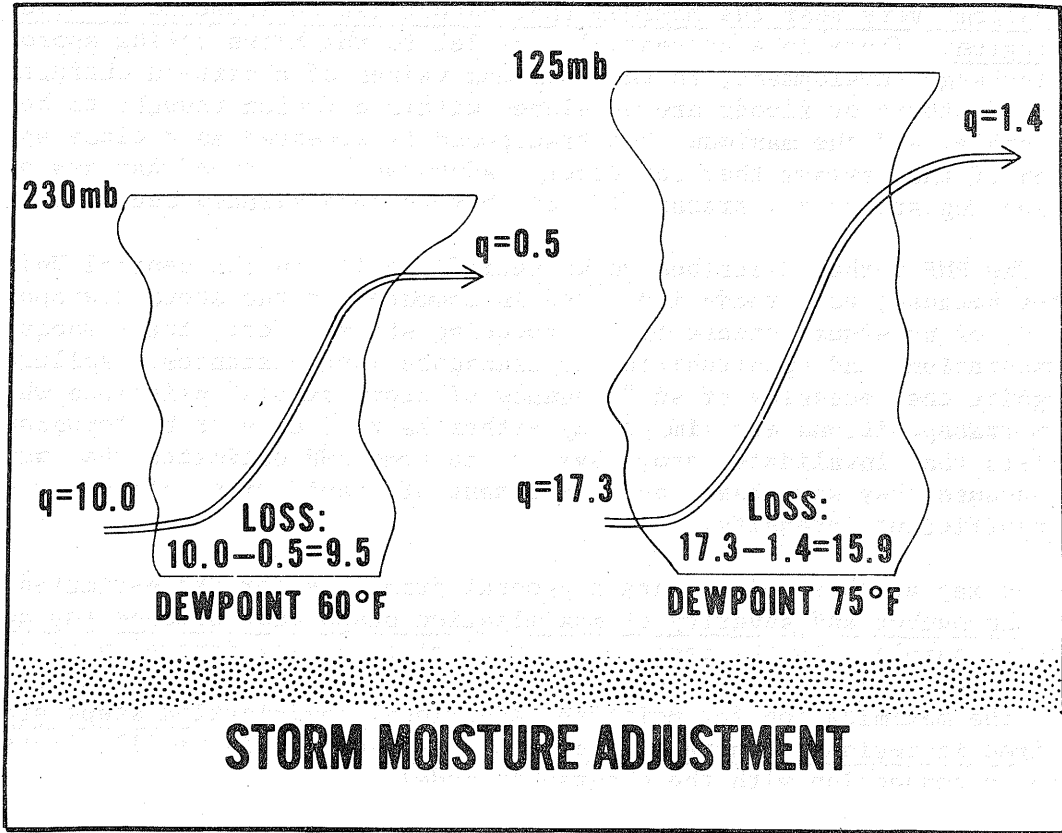 230mb
q=0.5
q=10.0
LOSS:
10.0–0.5=9.5
DEWPOINT 60°F
125mb
q=1.4
q=17.3
LOSS:
17.3–1.4=15.9
DEWPOINT 75°F
STORM MOISTURE ADJUSTMENT